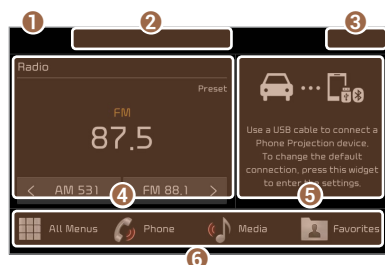 1
2
3
Radio
Preset
FM
87.5
< AM 531
FM 88.1 >
4
Use a USB cable to connect a
Phone Projection device.
To change the default
connection, press this widget
to enter the settings.
5
All Menus
Phone
Media
Favorites
6